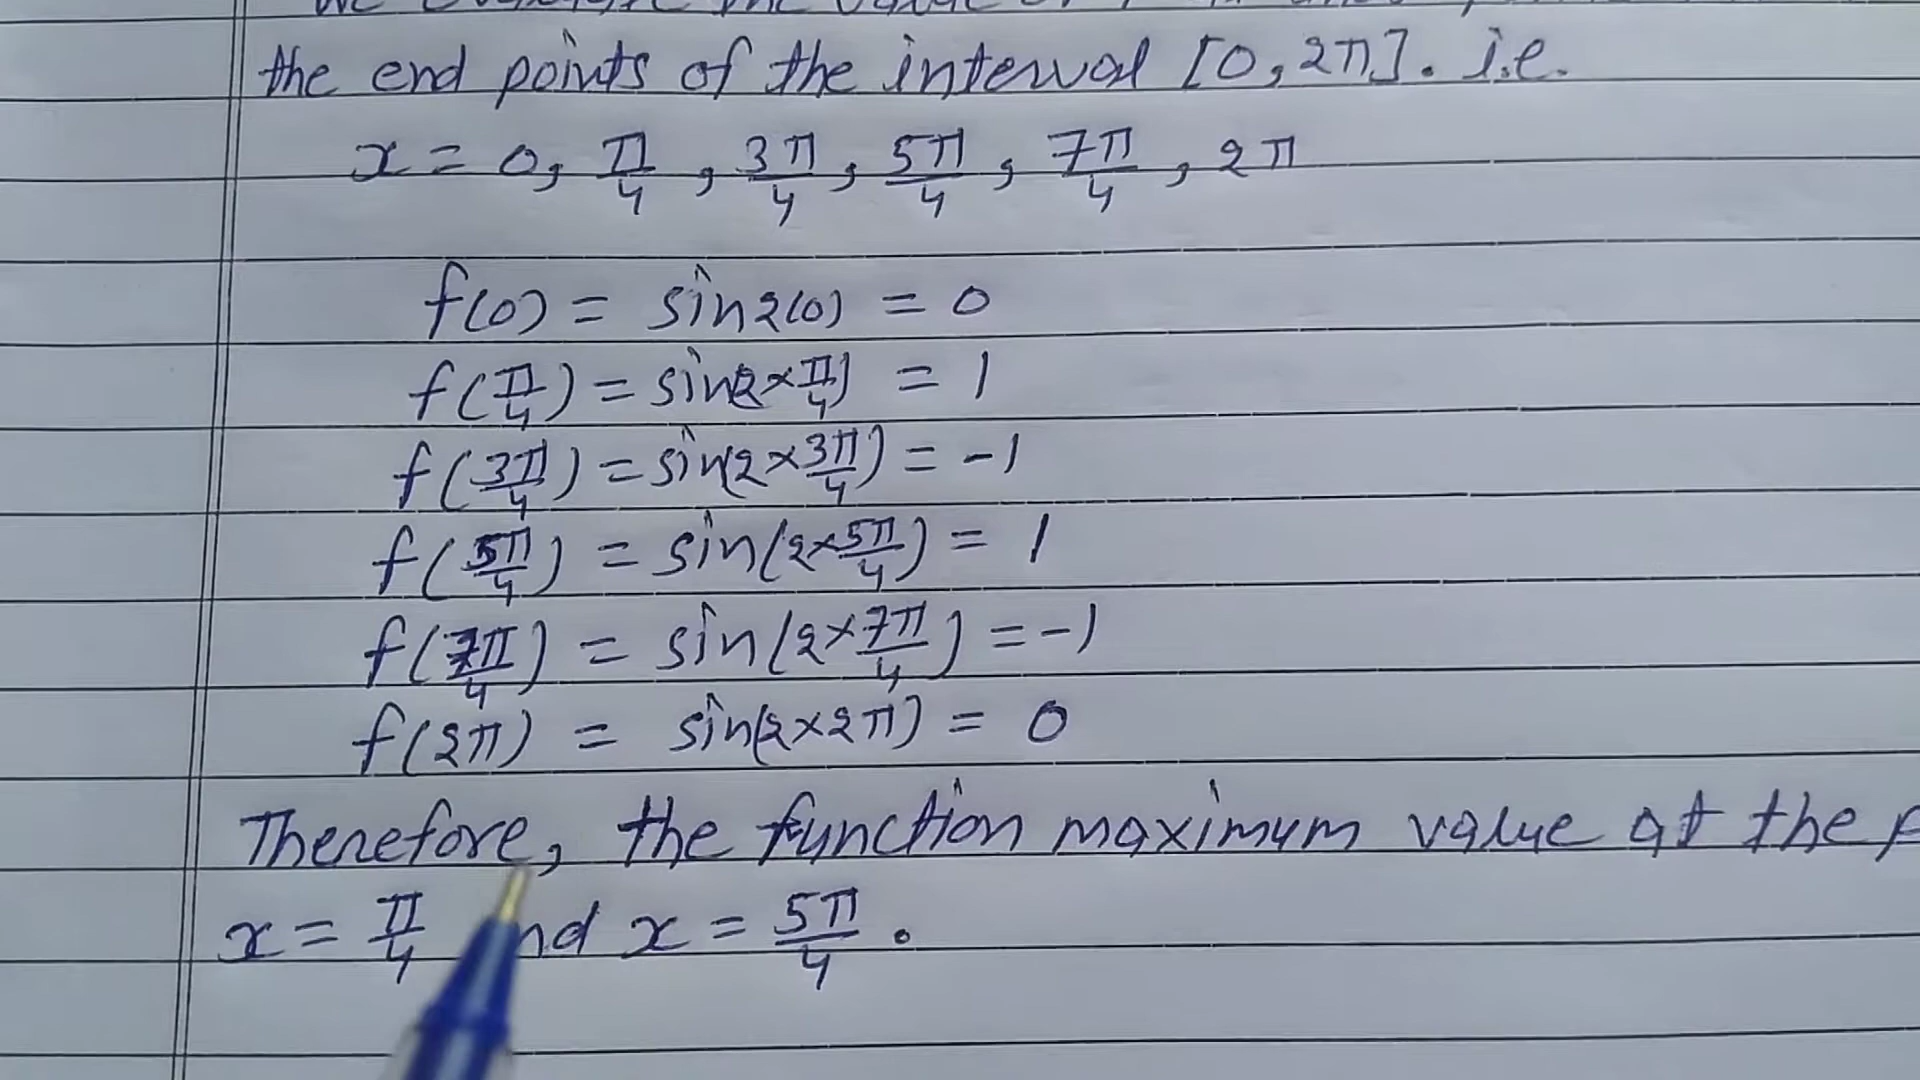 the end points of the interval [0, 2π]. i.e.
x = 0, π/4, 3π/4, 5π/4, 7π/4, 2π
f(0) = sin2(0) = 0
f(π/4) = sin(2×π/4) = 1
f(3π/4) = sin(2×3π/4) = -1
f(5π/4) = sin(2×5π/4) = 1
f(7π/4) = sin(2×7π/4) = -1
f(2π) = sin(2×2π) = 0
Therefore, the function maximum value at the
x = π/4 and x = 5π/4.